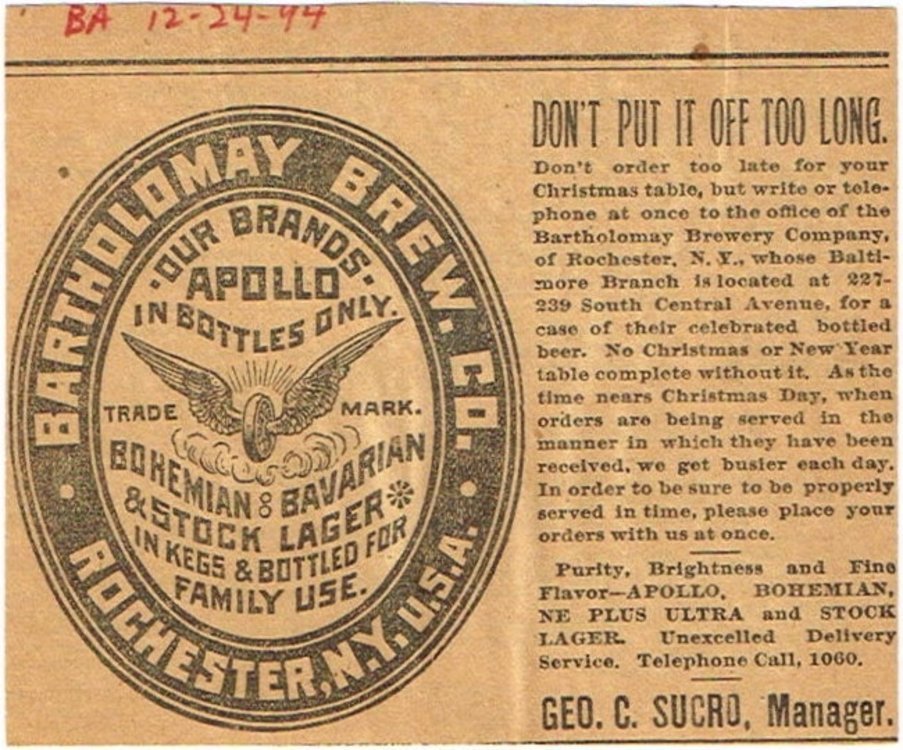 BA 12-24-94
BARTHOLOMAY BREW. CO.
·OUR BRANDS·
APOLLO
IN BOTTLES ONLY.
TRADE MARK.
BOHEMIAN & BAVARIAN
& STOCK LAGER
IN KEGS & BOTTLED FOR
FAMILY USE.
ROCHESTER, N.Y. U.S.A.
DON'T PUT IT OFF TOO LONG.
Don't order too late for your
Christmas table, but write or tele-
phone at once to the office of the
Bartholomay Brewery Company,
of Rochester, N. Y., whose Balti-
more Branch is located at 227-
239 South Central Avenue, for a
case of their celebrated bottled
beer. No Christmas or New Year
table complete without it. As the
time nears Christmas Day, when
orders are being served in the
manner in which they have been
received, we get busier each day.
In order to be sure to be properly
served in time, please place your
orders with us at once.
Purity, Brightness and Fine
Flavor—APOLLO, BOHEMIAN,
NE PLUS ULTRA and STOCK
LAGER. Unexcelled Delivery
Service. Telephone Call, 1060.
GEO. C. SUCRO, Manager.